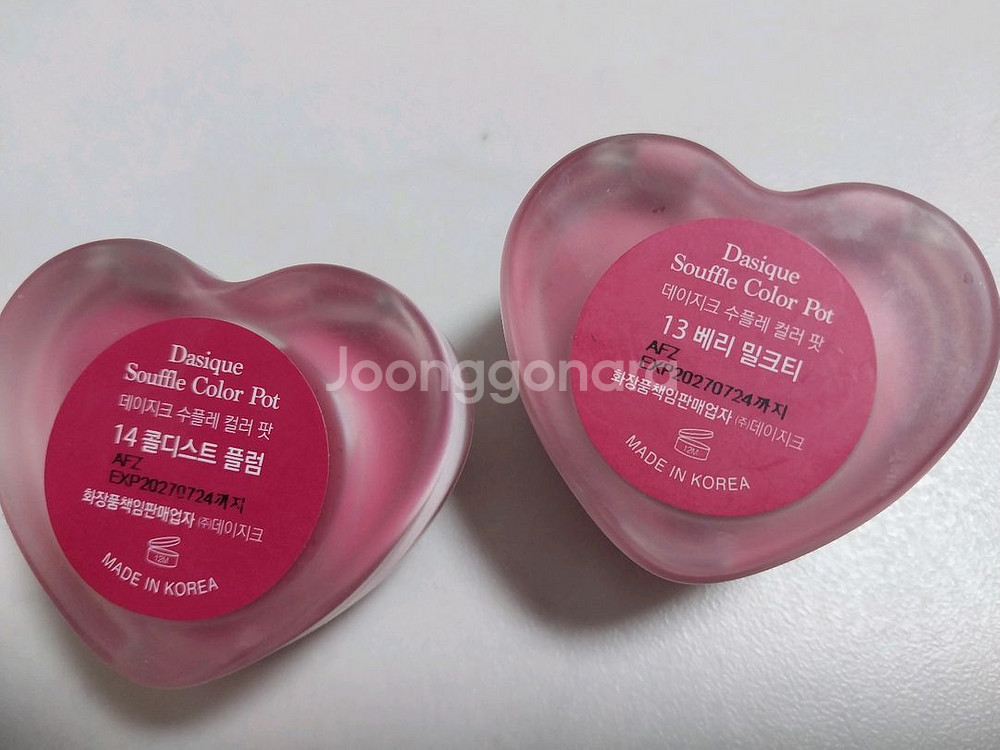 Dasique
Souffle Color Pot
데이지크 수플레 컬러 팟
14 콜디스트 플럼
AFZ
EXP20270724까지
화장품책임판매업자 ㈜데이지크
12M
MADE IN KOREA
Dasique
Souffle Color Pot
데이지크 수플레 컬러 팟
13 베리 밀크티
AFZ
EXP20270724까지
화장품책임판매업자 ㈜데이지크
12M
MADE IN KOREA
Joonggonara